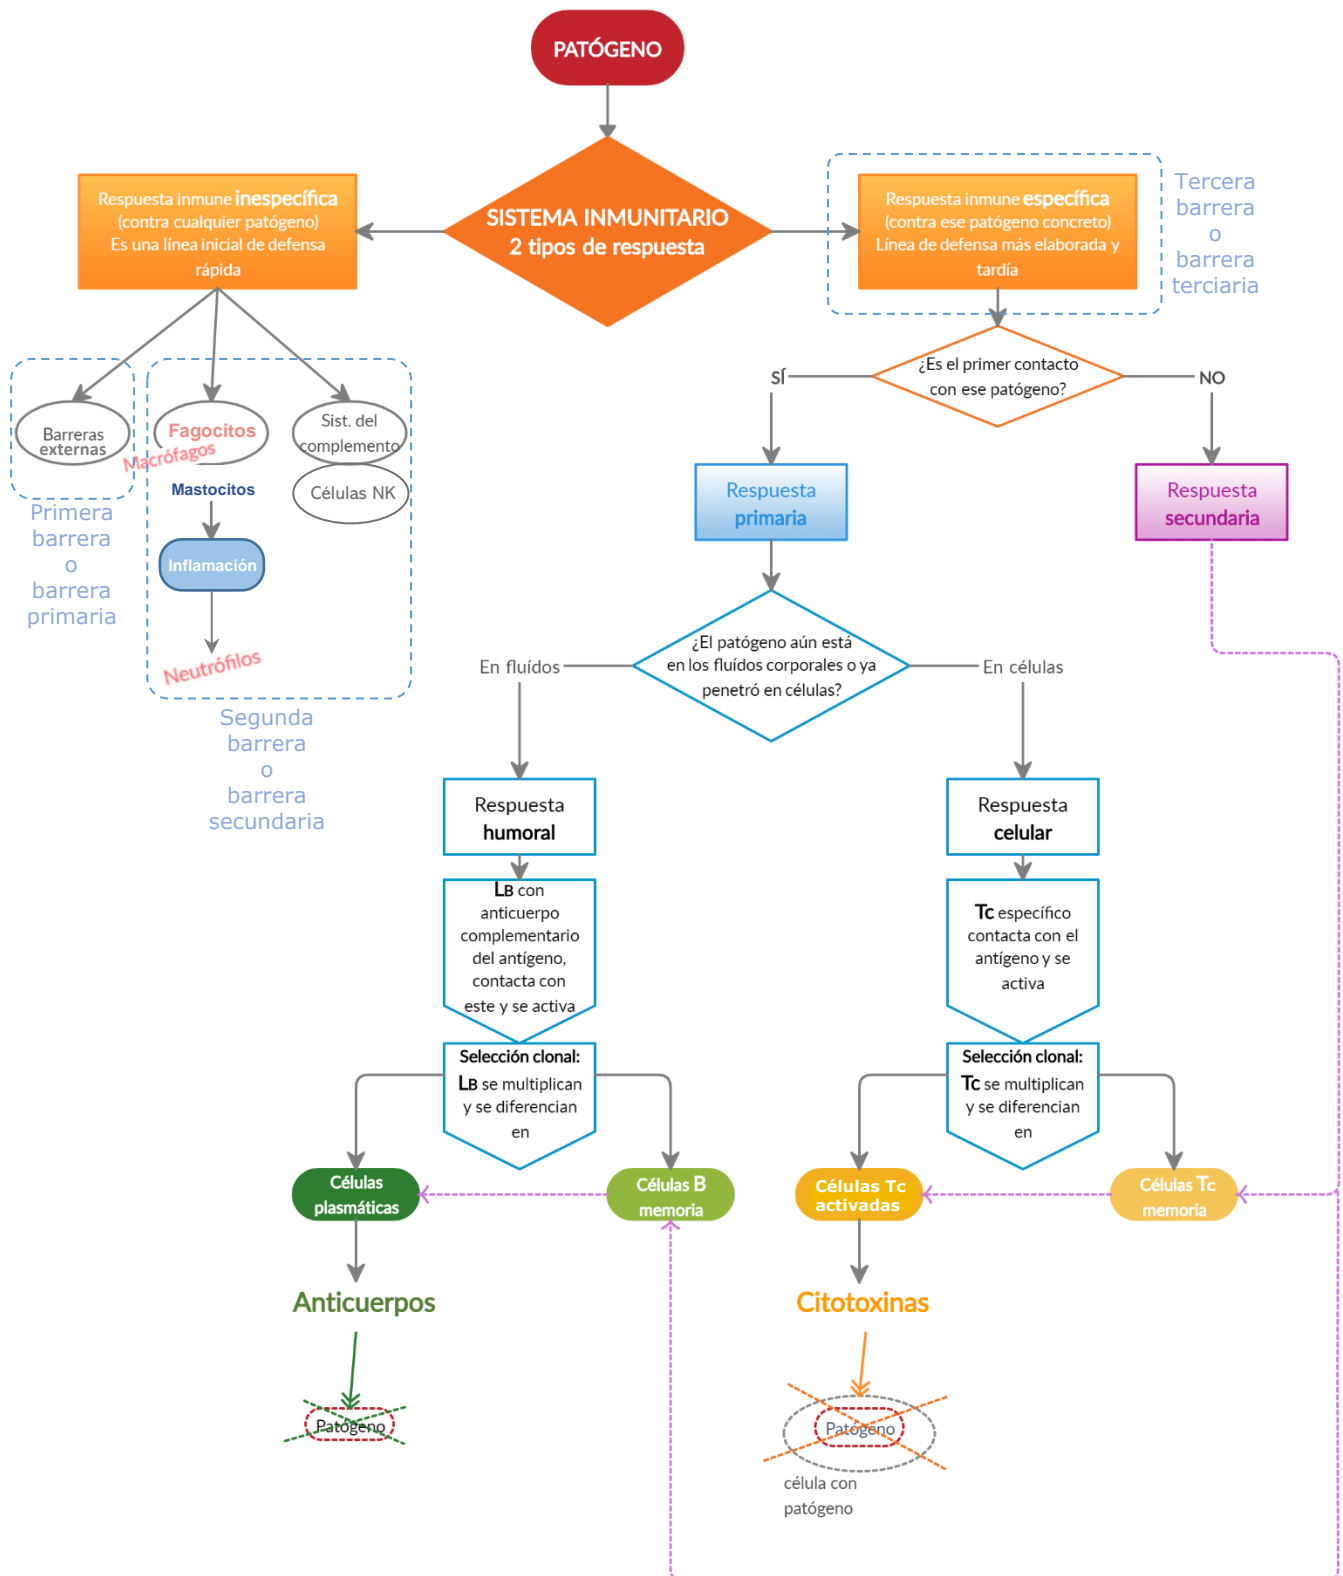 PATÓGENO
SISTEMA INMUNITARIO
2 tipos de respuesta
Respuesta inmune inespecífica
(contra cualquier patógeno)
Es una línea inicial de defensa
rápida
Respuesta inmune específica
(contra ese patógeno concreto)
Línea de defensa más elaborada y
tardía
Tercera
barrera
o
barrera
terciaria
¿Es el primer contacto
con ese patógeno?
SÍ
NO
Barreras
externas
Fagocitos
Macrófagos
Sist. del
complemento
Células NK
Mastocitos
Inflamación
Neutrófilos
Primera
barrera
o
barrera
primaria
Segunda
barrera
o
barrera
secundaria
Respuesta
primaria
Respuesta
secundaria
¿El patógeno aún está
en los fluídos corporales o ya
penetró en células?
En fluídos
En células
Respuesta
humoral
Respuesta
celular
LB con
anticuerpo
complementario
del antígeno,
contacta con
este y se activa
Tc específico
contacta con el
antígeno y se
activa
Selección clonal:
LB se multiplican
y se diferencian
en
Selección clonal:
Tc se multiplican
y se diferencian
en
Células
plasmáticas
Células B
memoria
Células Tc
activadas
Células Tc
memoria
Anticuerpos
Citotoxinas
Patógeno
Patógeno
célula con
patógeno